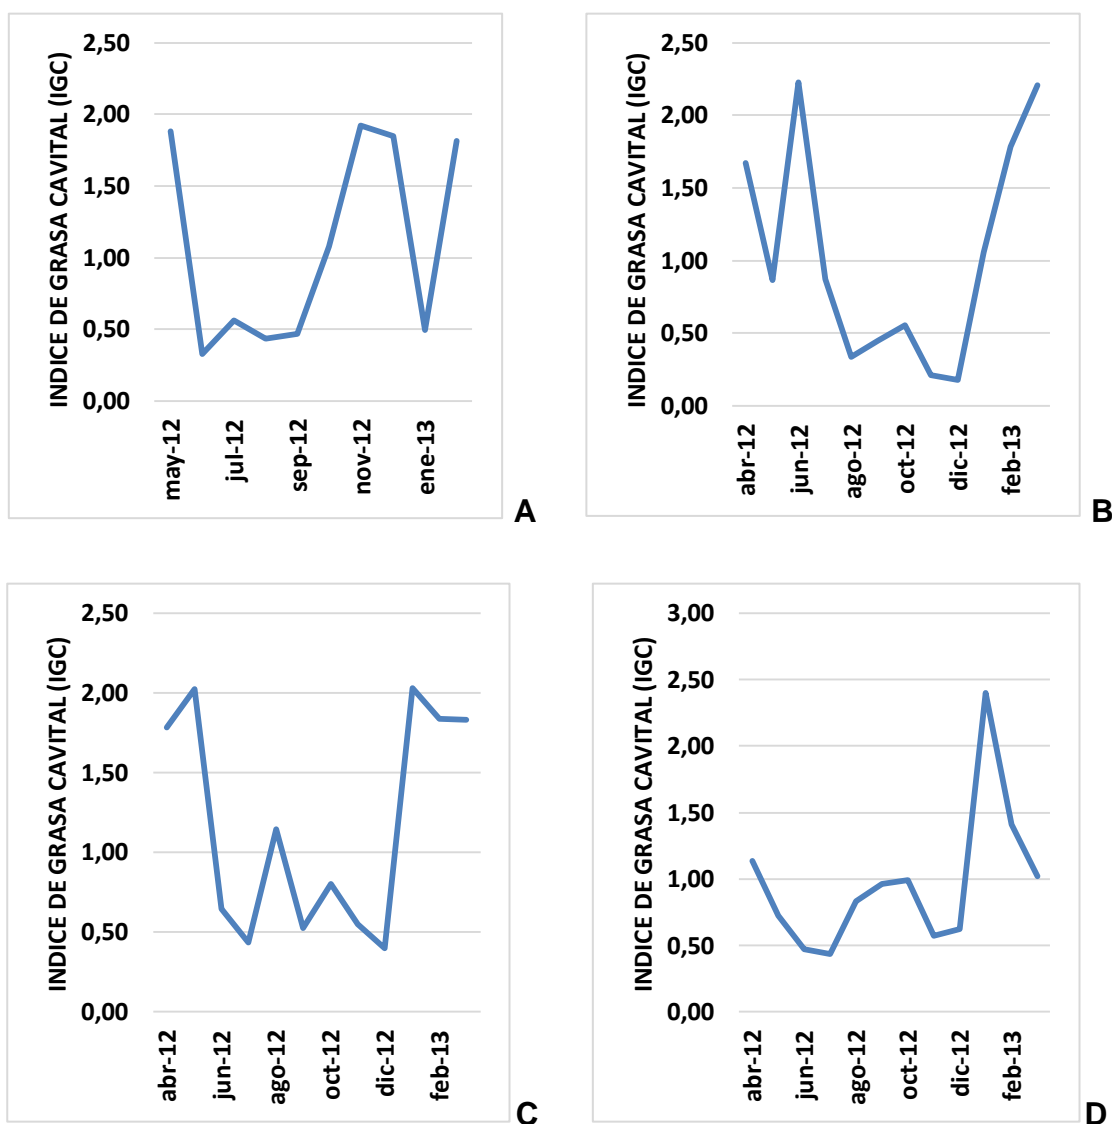 INDICE DE GRASA CAVITAL (IGC)
2,50
2,00
1,50
1,00
0,50
0,00
may-12
jul-12
sep-12
nov-12
ene-13
A
INDICE DE GRASA CAVITAL (IGC)
2,50
2,00
1,50
1,00
0,50
0,00
abr-12
jun-12
ago-12
oct-12
dic-12
feb-13
B
INDICE DE GRASA CAVITAL (IGC)
2,50
2,00
1,50
1,00
0,50
0,00
abr-12
jun-12
ago-12
oct-12
dic-12
feb-13
C
INDICE DE GRASA CAVITAL (IGC)
3,00
2,50
2,00
1,50
1,00
0,50
0,00
abr-12
jun-12
ago-12
oct-12
dic-12
feb-13
D